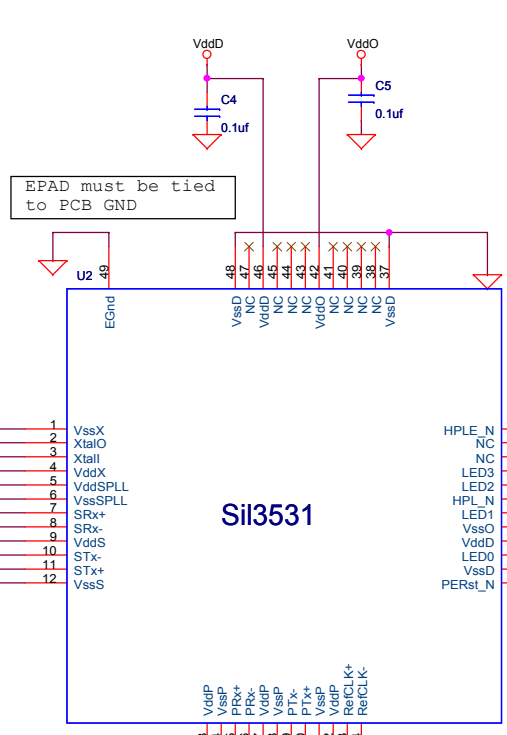 VddD
VddO
C4
0.1uf
C5
0.1uf
EPAD must be tied
to PCB GND
U2
49
48
47
46
45
44
43
42
41
40
39
38
37
EGnd
VssD
NC
VddD
NC
NC
NC
VddO
NC
NC
NC
NC
VssD
1
VssX
2
XtalO
3
XtalI
4
VddX
5
VddSPLL
6
VssSPLL
7
SRx+
8
SRx-
9
VddS
10
STx-
11
STx+
12
VssS
SiI3531
HPLE_N
NC
NC
LED3
LED2
HPL_N
LED1
VssO
VddD
LED0
VssD
PERst_N
VddP
VssP
PRx+
PRx-
VddP
VssP
PTx-
PTx+
VssP
VddP
RefCLK+
RefCLK-